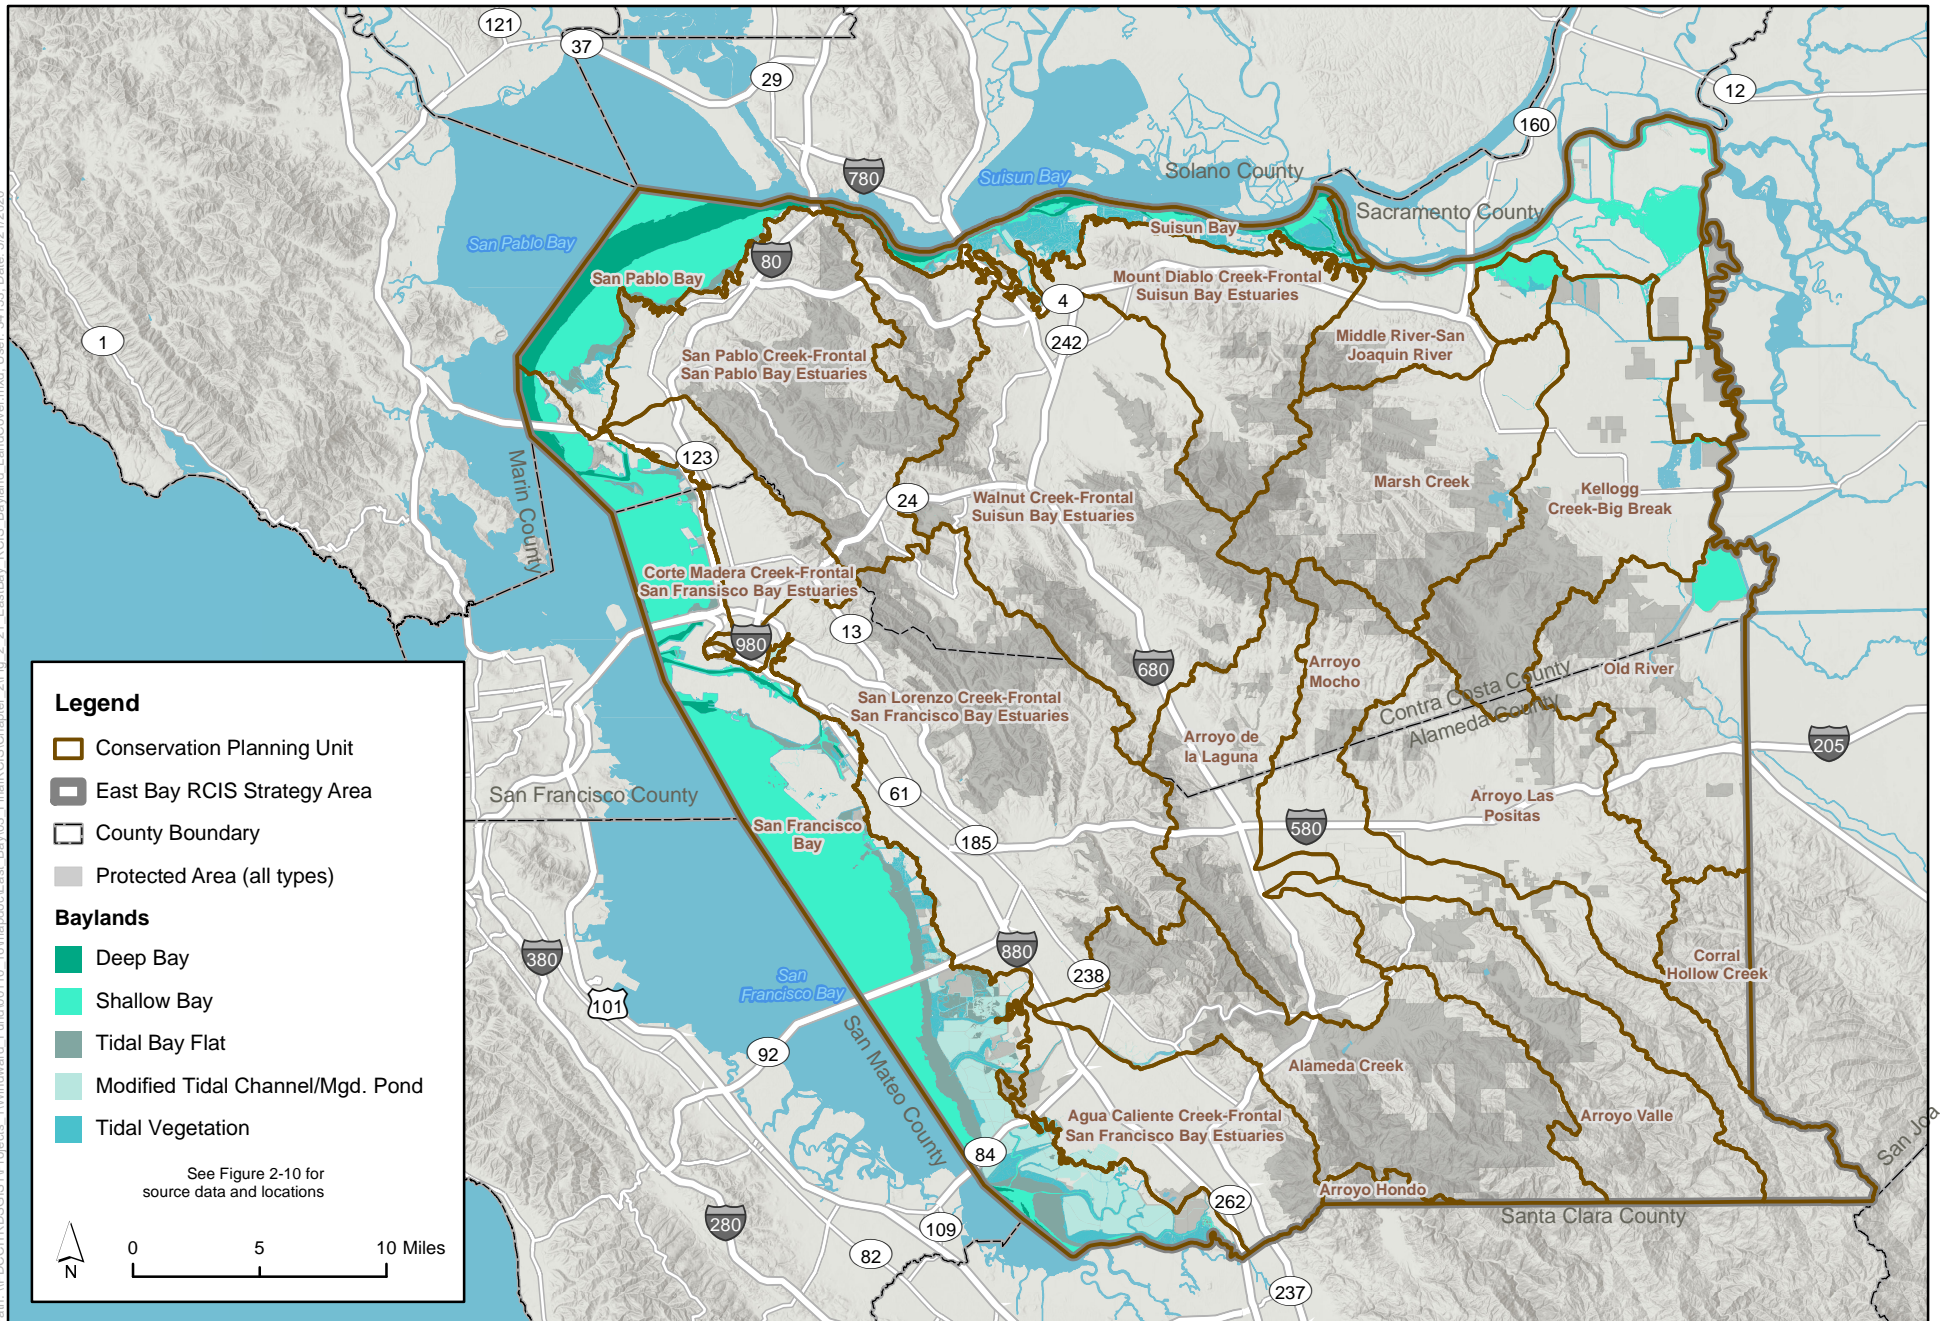 121
37
29
12
160
780
Suisun Bay
Solano County
Sacramento County
San Pablo Bay
80
Suisun Bay
San Pablo Bay
Mount Diablo Creek-Frontal
Suisun Bay Estuaries
4
1
242
Middle River-San
Joaquin River
San Pablo Creek-Frontal
San Pablo Bay Estuaries
123
Marin County
24
Walnut Creek-Frontal
Suisun Bay Estuaries
Marsh Creek
Kellogg
Creek-Big Break
Corte Madera Creek-Frontal
San Fransisco Bay Estuaries
13
980
680
Arroyo
Mocho
Old River
Contra Costa County
Alameda County
San Lorenzo Creek-Frontal
San Francisco Bay Estuaries
Arroyo de
la Laguna
205
San Francisco County
61
Arroyo Las
Positas
San Francisco
Bay
185
580
380
880
238
Corral
Hollow Creek
San
Francisco Bay
101
92
San Mateo County
Alameda Creek
Agua Caliente Creek-Frontal
San Francisco Bay Estuaries
Arroyo Valle
84
San Joa
Arroyo Hondo
262
Santa Clara County
280
109
82
237
Legend
Conservation Planning Unit
East Bay RCIS Strategy Area
County Boundary
Protected Area (all types)
Baylands
Deep Bay
Shallow Bay
Tidal Bay Flat
Modified Tidal Channel/Mgd. Pond
Tidal Vegetation
See Figure 2-10 for
source data and locations
N
0 5 10 Miles